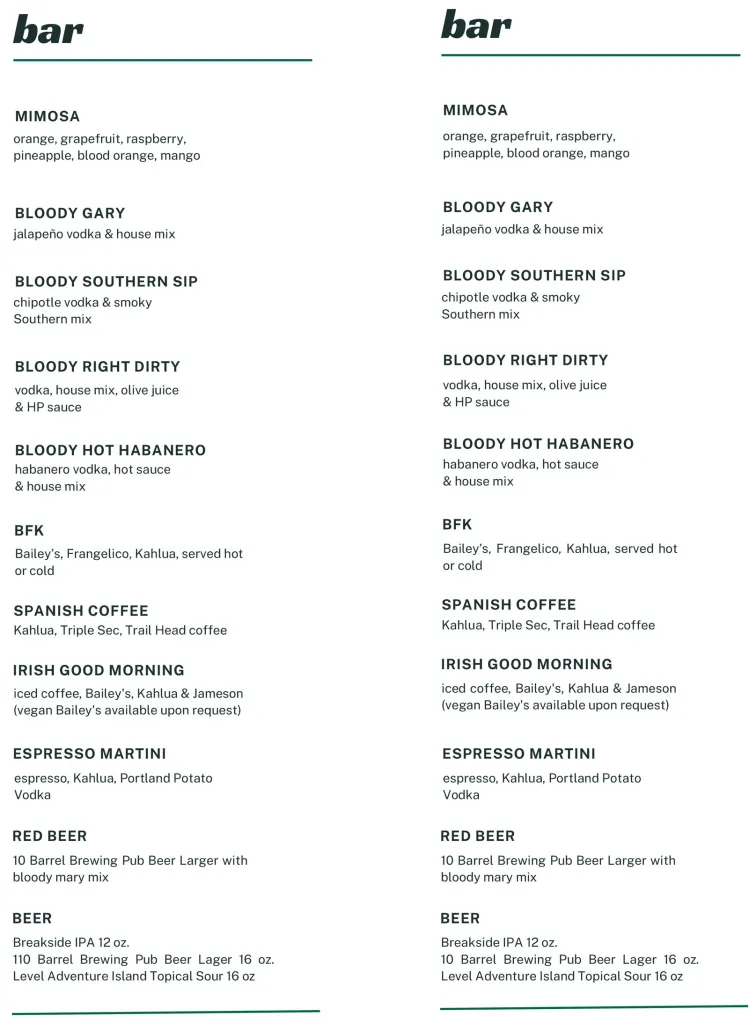 bar
MIMOSA
orange, grapefruit, raspberry,
pineapple, blood orange, mango
BLOODY GARY
jalapeño vodka & house mix
BLOODY SOUTHERN SIP
chipotle vodka & smoky
Southern mix
BLOODY RIGHT DIRTY
vodka, house mix, olive juice
& HP sauce
BLOODY HOT HABANERO
habanero vodka, hot sauce
& house mix
BFK
Bailey's, Frangelico, Kahlua, served hot
or cold
SPANISH COFFEE
Kahlua, Triple Sec, Trail Head coffee
IRISH GOOD MORNING
iced coffee, Bailey's, Kahlua & Jameson
(vegan Bailey's available upon request)
ESPRESSO MARTINI
espresso, Kahlua, Portland Potato
Vodka
RED BEER
10 Barrel Brewing Pub Beer Larger with
bloody mary mix
BEER
Breakside IPA 12 oz.
110 Barrel Brewing Pub Beer Lager 16 oz.
Level Adventure Island Topical Sour 16 oz
bar
MIMOSA
orange, grapefruit, raspberry,
pineapple, blood orange, mango
BLOODY GARY
jalapeño vodka & house mix
BLOODY SOUTHERN SIP
chipotle vodka & smoky
Southern mix
BLOODY RIGHT DIRTY
vodka, house mix, olive juice
& HP sauce
BLOODY HOT HABANERO
habanero vodka, hot sauce
& house mix
BFK
Bailey's, Frangelico, Kahlua, served hot
or cold
SPANISH COFFEE
Kahlua, Triple Sec, Trail Head coffee
IRISH GOOD MORNING
iced coffee, Bailey's, Kahlua & Jameson
(vegan Bailey's available upon request)
ESPRESSO MARTINI
espresso, Kahlua, Portland Potato
Vodka
RED BEER
10 Barrel Brewing Pub Beer Larger with
bloody mary mix
BEER
Breakside IPA 12 oz.
10 Barrel Brewing Pub Beer Lager 16 oz.
Level Adventure Island Topical Sour 16 oz